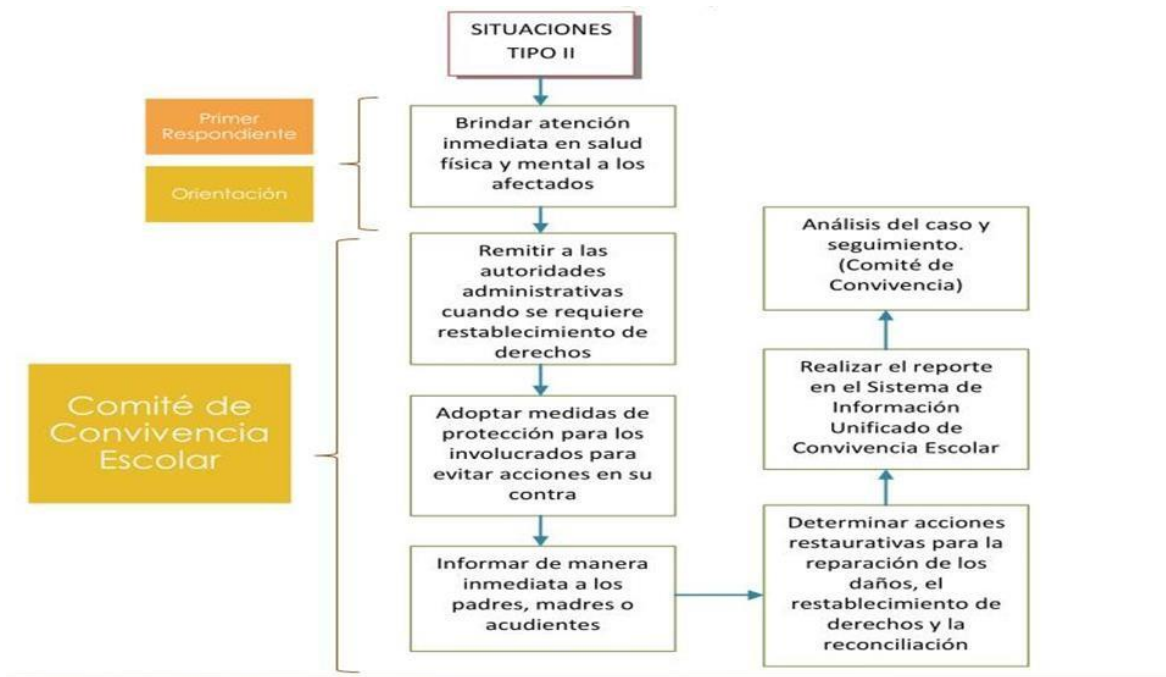 SITUACIONES
TIPO II
Primer
Respondiente
Orientación
Brindar atención
inmediata en salud
física y mental a los
afectados
Comité de
Convivencia
Escolar
Remitir a las
autoridades
administrativas
cuando se requiere
restablecimiento de
derechos
Adoptar medidas de
protección para los
involucrados para
evitar acciones en su
contra
Informar de manera
inmediata a los
padres, madres o
acudientes
Determinar acciones
restaurativas para la
reparación de los
daños, el
restablecimiento de
derechos y la
reconciliación
Realizar el reporte
en el Sistema de
Información
Unificado de
Convivencia Escolar
Análisis del caso y
seguimiento.
(Comité de
Convivencia)